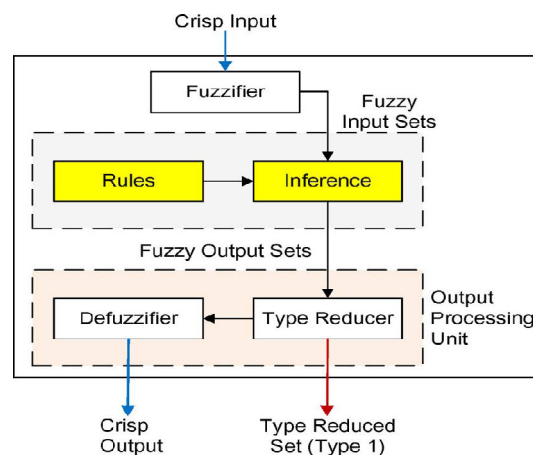 Crisp Input
Fuzzifier
Fuzzy
Input Sets
Rules
Inference
Fuzzy Output Sets
Defuzzifier
Type Reducer
Output
Processing
Unit
Crisp
Output
Type Reduced
Set (Type 1)